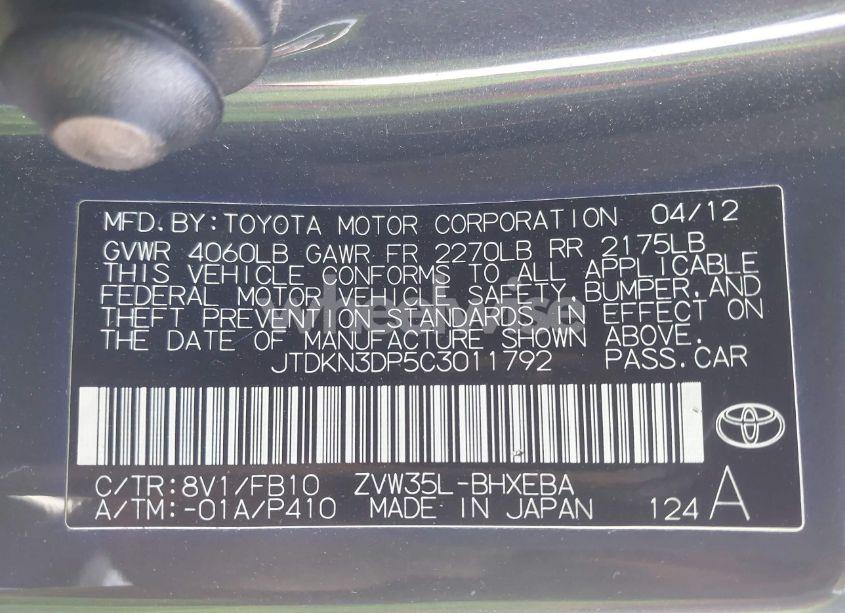 MFD.BY:TOYOTA MOTOR CORPORATION 04/12
GVWR 4060LB GAWR FR 2270LB RR 2175LB
THIS VEHICLE CONFORMS TO ALL APPLICABLE
FEDERAL MOTOR VEHICLE SAFETY, BUMPER,AND
THEFT PREVENTION STANDARDS IN EFFECT ON
THE DATE OF MANUFACTURE SHOWN ABOVE.
JTDKN3DP5C3011792 PASS.CAR
C/TR:8V1/FB10 ZVW35L-BHXEBA
A/TM:-01A/P410 MADE IN JAPAN 124 A